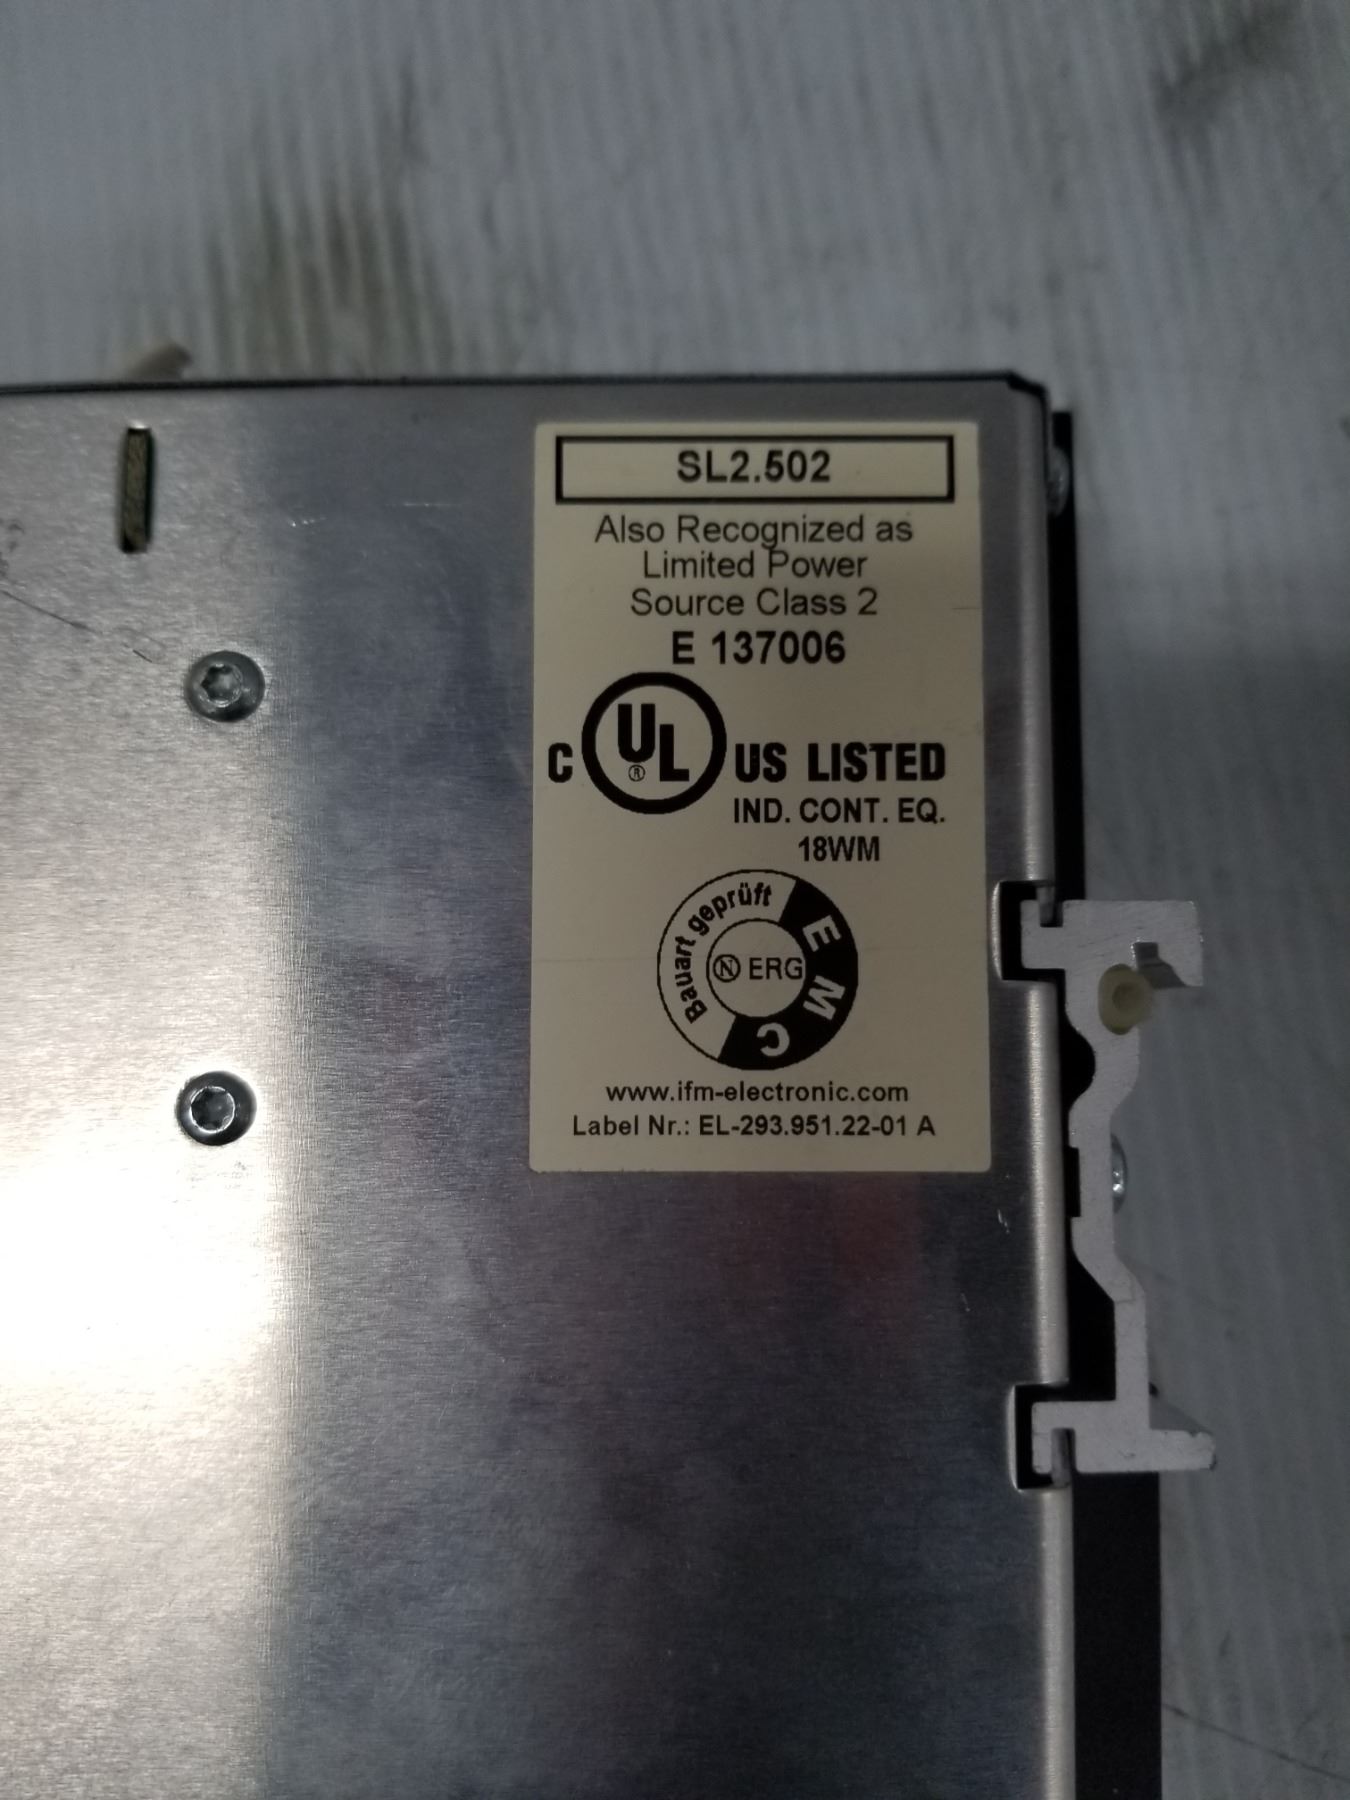 SL2.502
Also Recognized as
Limited Power
Source Class 2
E 137006
C UL® US LISTED
IND. CONT. EQ.
18WM
Bauart geprüft
EMC
N ERG
www.ifm-electronic.com
Label Nr.: EL-293.951.22-01 A